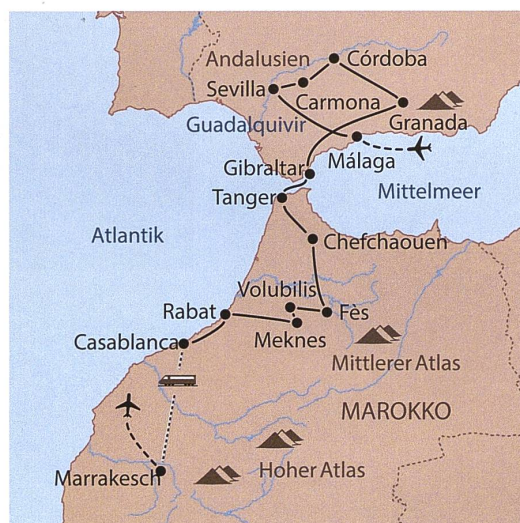 Andalusien
Córdoba
Sevilla
Carmona
Granada
Guadalquivir
Málaga
Gibraltar
Tanger
Mittelmeer
Atlantik
Chefchaouen
Volubilis
Rabat
Fès
Meknes
Casablanca
Mittlerer Atlas
MAROKKO
Hoher Atlas
Marrakesch